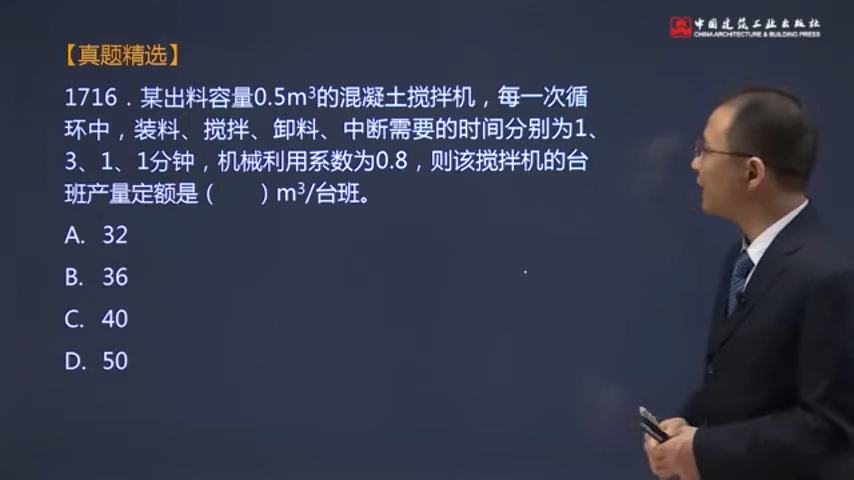 中国建筑工业出版社
CHINA ARCHITECTURE & BUILDING PRESS
【真题精选】
1716．某出料容量0.5m³的混凝土搅拌机，每一次循
环中，装料、搅拌、卸料、中断需要的时间分别为1、
3、1、1分钟，机械利用系数为0.8，则该搅拌机的台
班产量定额是（　　）m³/台班。
A. 32
B. 36
C. 40
D. 50